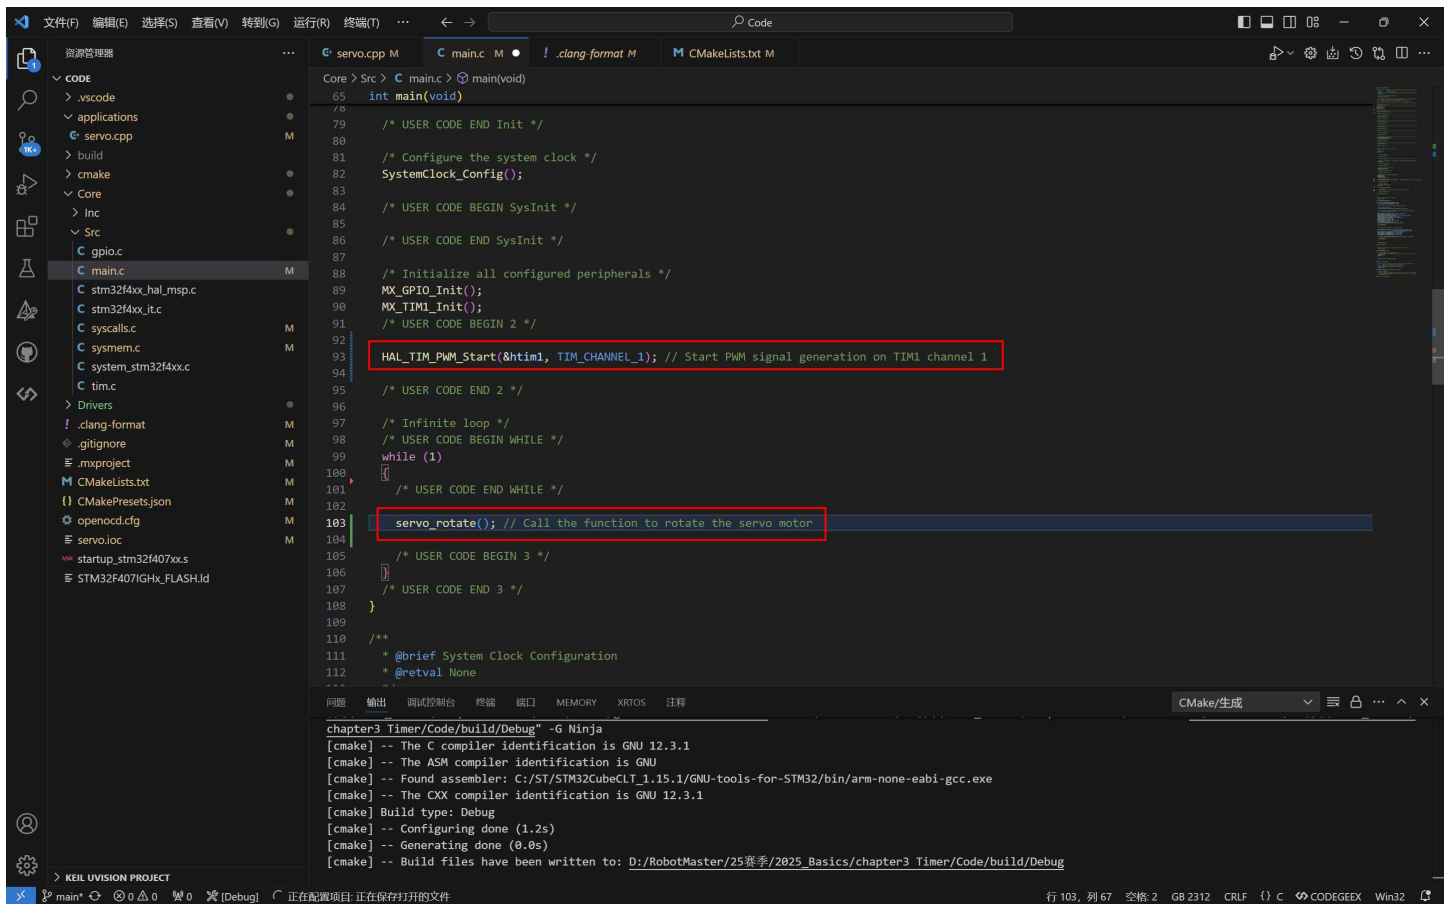 文件(F) 编辑(E) 选择(S) 查看(V) 转到(G) 运行(R) 终端(T) ··· ← → Code
资源管理器 ···
CODE
.vscode
applications
servo.cpp M
build
cmake
Core
Inc
Src
gpio.c
main.c M
stm32f4xx_hal_msp.c
stm32f4xx_it.c
syscalls.c M
sysmem.c M
system_stm32f4xx.c
tim.c
Drivers
.clang-format M
.gitignore M
.mxproject M
CMakeLists.txt M
CMakePresets.json M
openocd.cfg M
servo.ioc M
startup_stm32f407xx.s
STM32F407IGHx_FLASH.ld
KEIL UVISION PROJECT
servo.cpp M main.c M ● .clang-format M CMakeLists.txt M
Core > Src > C main.c > main(void)
65 int main(void)
78
79 /* USER CODE END Init */
80
81 /* Configure the system clock */
82 SystemClock_Config();
83
84 /* USER CODE BEGIN SysInit */
85
86 /* USER CODE END SysInit */
87
88 /* Initialize all configured peripherals */
89 MX_GPIO_Init();
90 MX_TIM1_Init();
91 /* USER CODE BEGIN 2 */
92
93 HAL_TIM_PWM_Start(&htim1, TIM_CHANNEL_1); // Start PWM signal generation on TIM1 channel 1
94
95 /* USER CODE END 2 */
96
97 /* Infinite loop */
98 /* USER CODE BEGIN WHILE */
99 while (1)
100 {
101 /* USER CODE END WHILE */
102
103 servo_rotate(); // Call the function to rotate the servo motor
104
105 /* USER CODE BEGIN 3 */
106 }
107 /* USER CODE END 3 */
108 }
109
110 /**
111 * @brief System Clock Configuration
112 * @retval None
问题 输出 调试控制台 终端 端口 MEMORY XRTOS 注释 CMake/生成
chapter3 Timer/Code/build/Debug" -G Ninja
[cmake] -- The C compiler identification is GNU 12.3.1
[cmake] -- The ASM compiler identification is GNU
[cmake] -- Found assembler: C:/ST/STM32CubeCLT_1.15.1/GNU-tools-for-STM32/bin/arm-none-eabi-gcc.exe
[cmake] -- The CXX compiler identification is GNU 12.3.1
[cmake] Build type: Debug
[cmake] -- Configuring done (1.2s)
[cmake] -- Generating done (0.0s)
[cmake] -- Build files have been written to: D:/RobotMaster/25赛季/2025_Basics/chapter3 Timer/Code/build/Debug
main* 0 0 0 [Debug] 正在配置项目: 正在保存打开的文件 行 103, 列 67 空格: 2 GB 2312 CRLF {} C CODEGEEX Win32